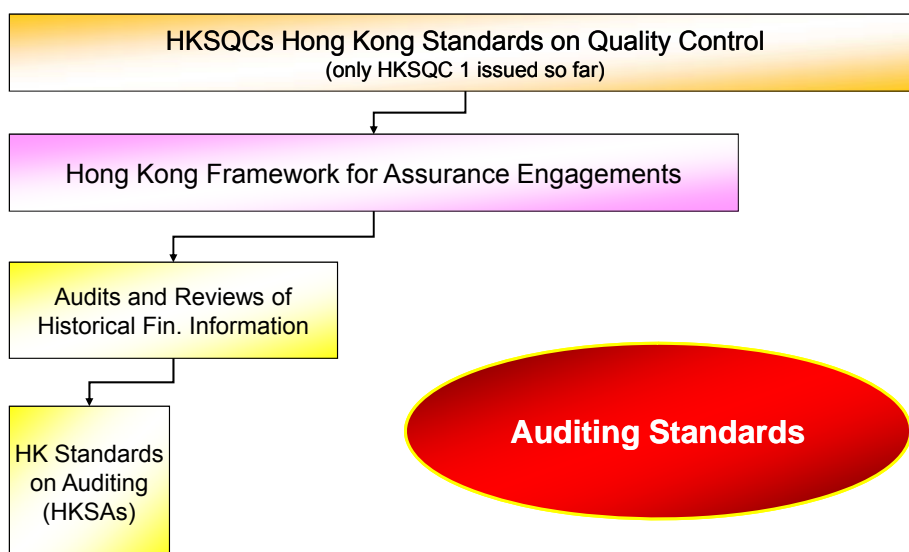 HKSQCs Hong Kong Standards on Quality Control
(only HKSQC 1 issued so far)
Hong Kong Framework for Assurance Engagements
Audits and Reviews of
Historical Fin. Information
HK Standards
on Auditing
(HKSAs)
Auditing Standards